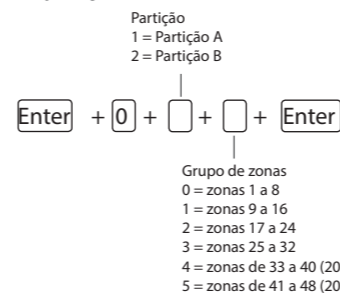 Partição
1 = Partição A
2 = Partição B
Enter + 0 + + + Enter
Grupo de zonas
0 = zonas 1 a 8
1 = zonas 9 a 16
2 = zonas 17 a 24
3 = zonas 25 a 32
4 = zonas de 33 a 40 (20
5 = zonas de 41 a 48 (20